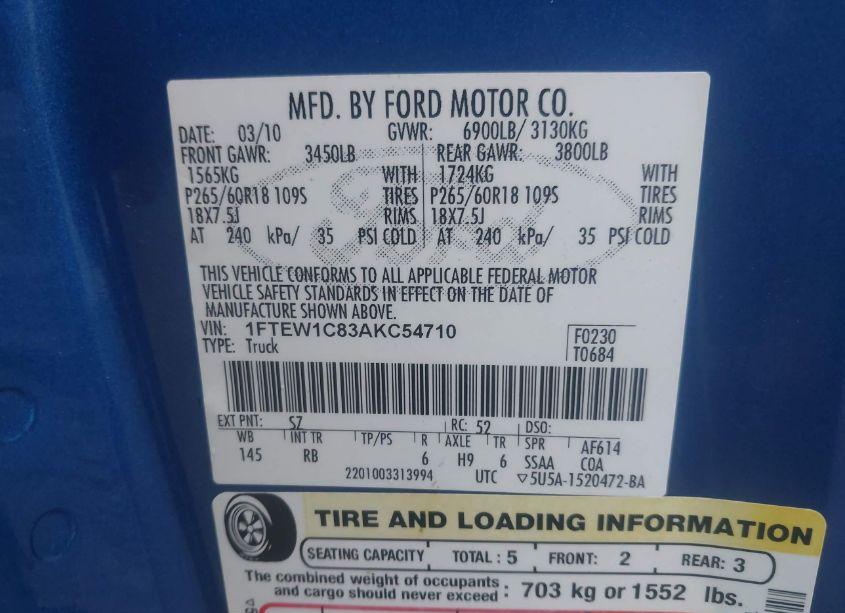 MFD. BY FORD MOTOR CO.
DATE: 03/10 GVWR: 6900LB/ 3130KG
FRONT GAWR: 3450LB REAR GAWR: 3800LB
1565KG WITH 1724KG WITH
P265/60R18 109S TIRES P265/60R18 109S TIRES
18X7.5J RIMS 18X7.5J RIMS
AT 240 kPa/ 35 PSI COLD AT 240 kPa/ 35 PSI COLD
Ford
THIS VEHICLE CONFORMS TO ALL APPLICABLE FEDERAL MOTOR
VEHICLE SAFETY STANDARDS IN EFFECT ON THE DATE OF
MANUFACTURE SHOWN ABOVE.
VIN: 1FTEW1C83AKC54710 F0230
TYPE: Truck T0684
EXT PNT: SZ RC: 52 DSO:
WB INT TR TP/PS R AXLE TR SPR AF614
145 RB 6 H9 6 SSAA COA
2201003313994 UTC ▽5U5A-1520472-BA
TIRE AND LOADING INFORMATION
SEATING CAPACITY TOTAL : 5 FRONT: 2 REAR: 3
The combined weight of occupants
and cargo should never exceed : 703 kg or 1552 lbs.